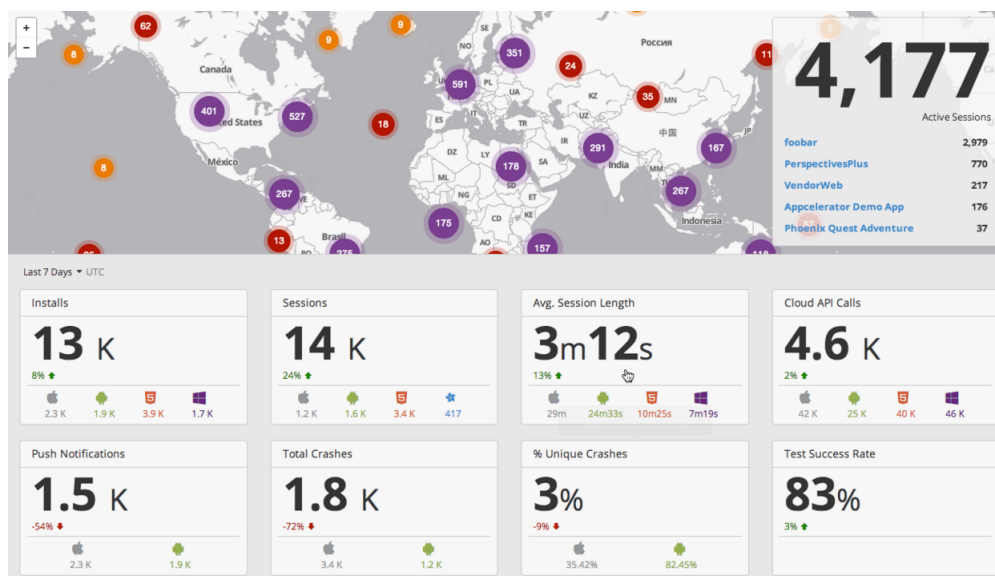 +
−
62
8
9
9
SE
NO
351
Россия
24
11
Canada
591
PL
UA
KZ
35
MN
401
ted States
527
18
ES
IT
TR
UZ
中国
JP
IR
291
167
México
8
DZ
LY
178
SA
India
MM
267
VE
ML
NG
SD
ET
267
175
CD
KE
Indonesia
13
Brasil
275
AO
157
118
4,177
Active Sessions
foobar 2,979
PerspectivesPlus 770
VendorWeb 217
Appcelerator Demo App 176
Phoenix Quest Adventure 37
Last 7 Days UTC
Installs
13 K
8%
2.3 K 1.9 K 3.9 K 1.7 K
Sessions
14 K
24%
1.2 K 1.6 K 3.4 K 417
Avg. Session Length
3m12s
13%
29m 24m33s 10m25s 7m19s
Cloud API Calls
4.6 K
2%
42 K 25 K 40 K 46 K
Push Notifications
1.5 K
-54%
2.3 K 1.9 K
Total Crashes
1.8 K
-72%
3.4 K 1.2 K
% Unique Crashes
3%
-9%
35.42% 82.45%
Test Success Rate
83%
3%